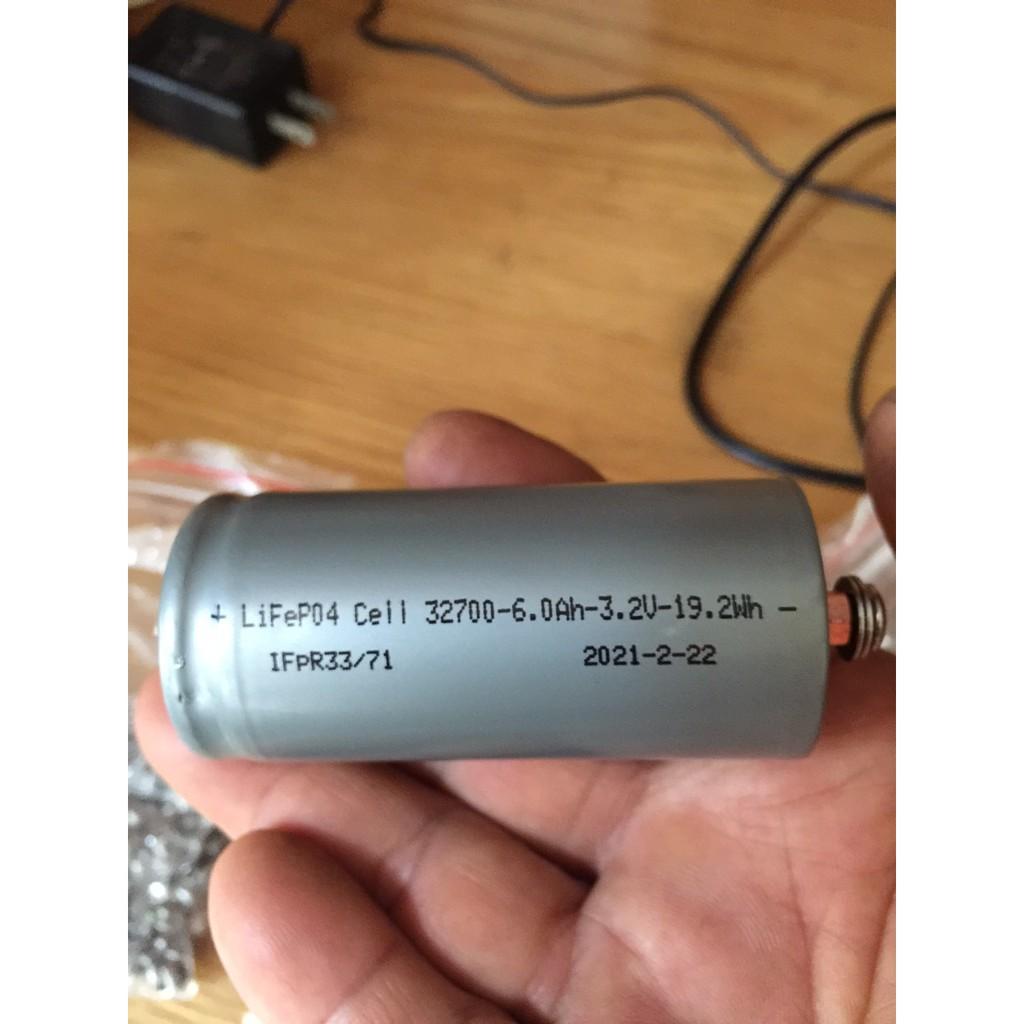 + LiFePO4 Cell 32700-6.0Ah-3.2V-19.2Wh -
IFpR33/71 2021-2-22